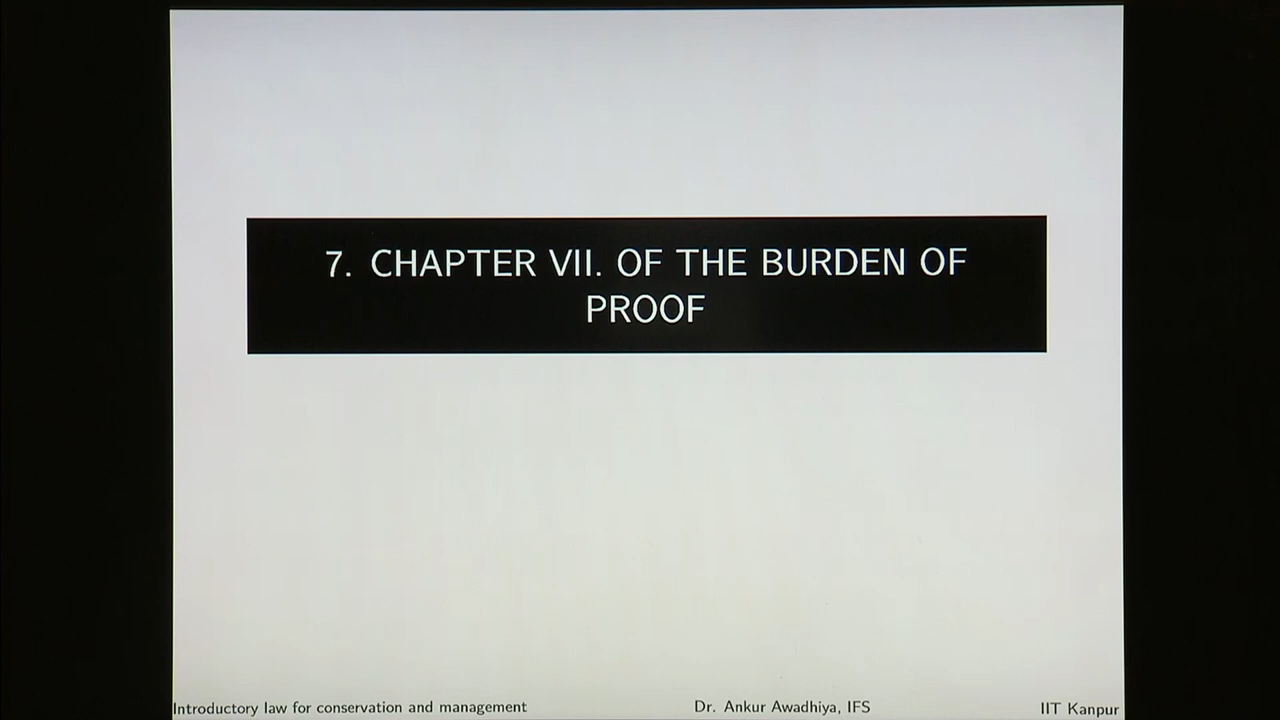 7. CHAPTER VII. OF THE BURDEN OF
PROOF
Introductory law for conservation and management Dr. Ankur Awadhiya, IFS IIT Kanpur